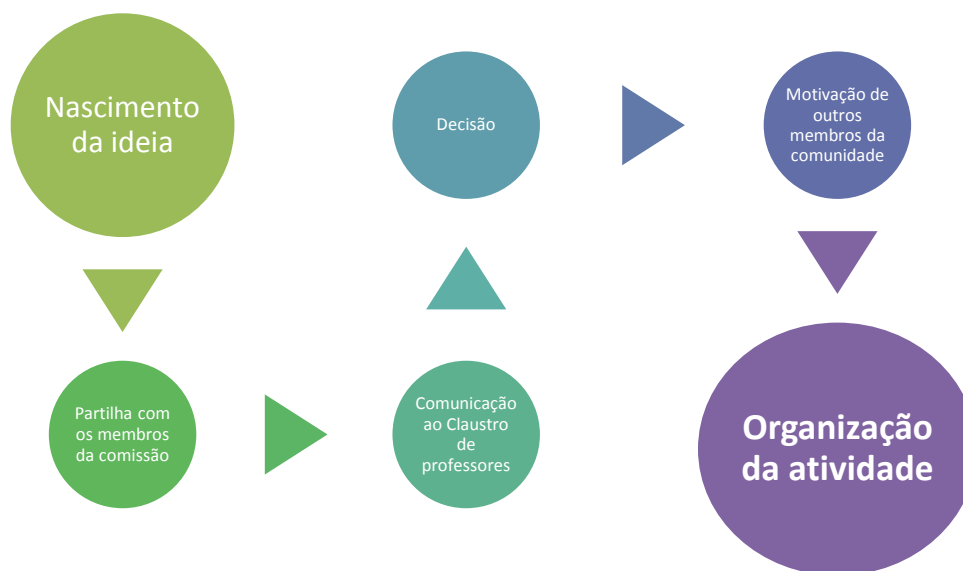 Nascimento
da ideia
Partilha com
os membros
da comissão
Comunicação
ao Claustro
de
professores
Decisão
Motivação de
outros
membros da
comunidade
Organização
da atividade